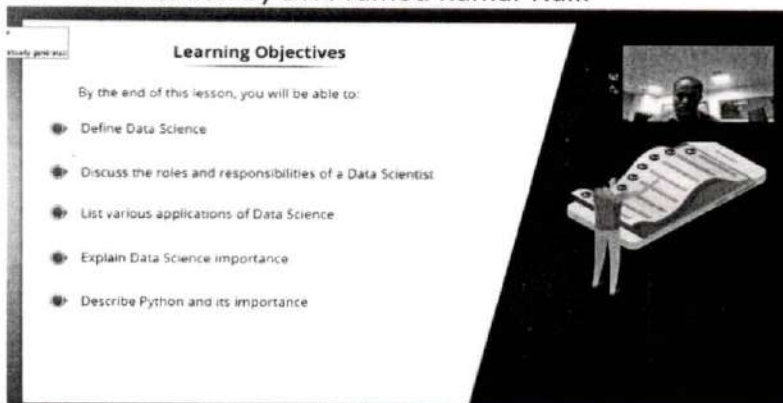 Learning Objectives
By the end of this lesson, you will be able to:
Define Data Science
Discuss the roles and responsibilities of a Data Scientist
List various applications of Data Science
Explain Data Science importance
Describe Python and its importance